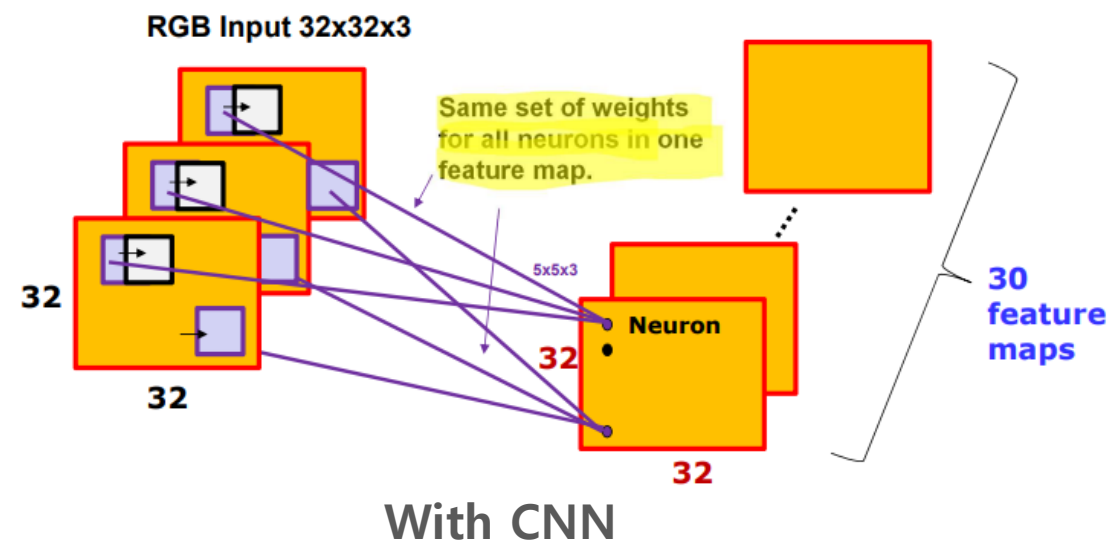 RGB Input 32x32x3
Same set of weights
for all neurons in one
feature map.
5x5x3
32
Neuron
32
30
feature
maps
32
32
With CNN